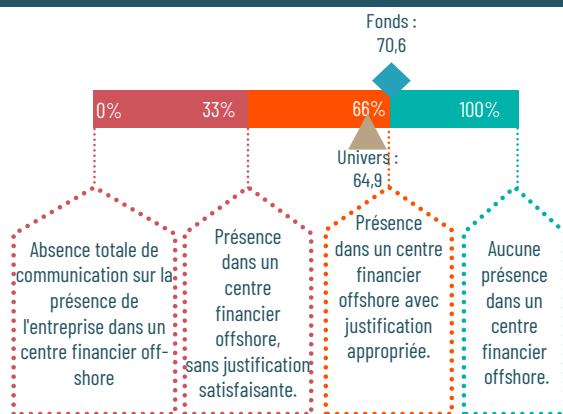 Fonds :
70,6
0%
33%
66%
100%
Univers :
64,9
Absence totale de
communication sur la
présence de
l'entreprise dans un
centre financier off-
shore
Présence
dans un
centre
financier
offshore,
sans justification
satisfaisante.
Présence
dans un centre
financier
offshore avec
justification
appropriée.
Aucune
présence
dans un
centre
financier
offshore.